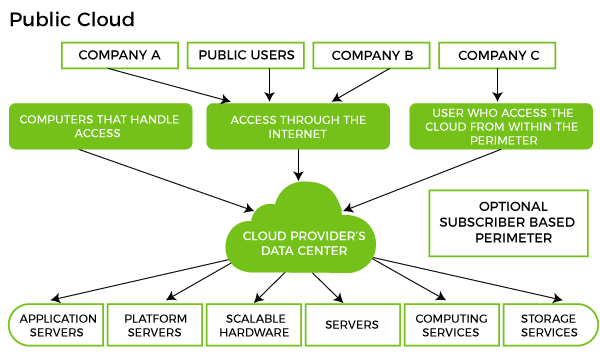 Public Cloud
COMPANY A
PUBLIC USERS
COMPANY B
COMPANY C
COMPUTERS THAT HANDLE
ACCESS
ACCESS THROUGH THE
INTERNET
USER WHO ACCESS THE
CLOUD FROM WITHIN THE
PERIMETER
CLOUD PROVIDER'S
DATA CENTER
OPTIONAL
SUBSCRIBER BASED
PERIMETER
APPLICATION
SERVERS
PLATFORM
SERVERS
SCALABLE
HARDWARE
SERVERS
COMPUTING
SERVICES
STORAGE
SERVICES